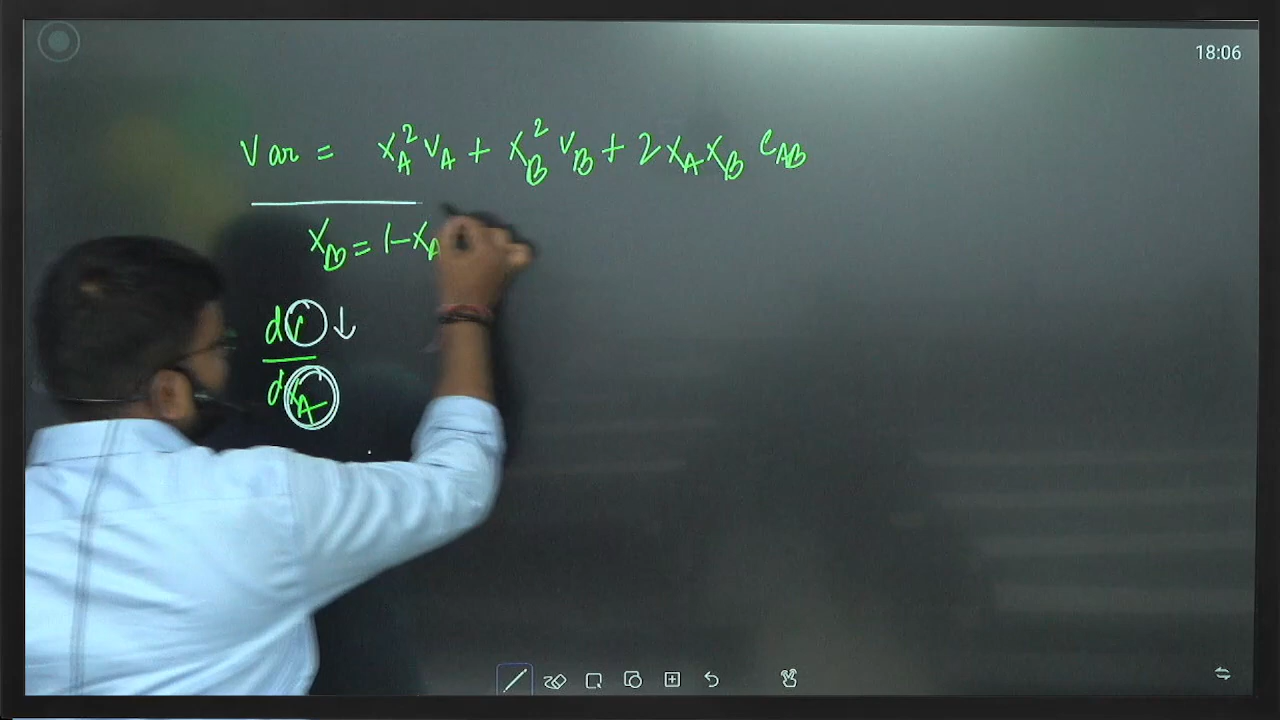 18:06
Var = x_A^2 V_A + x_B^2 V_B + 2 x_A x_B C_AB
x_B = 1 - x_A
dV ↓
dx_A